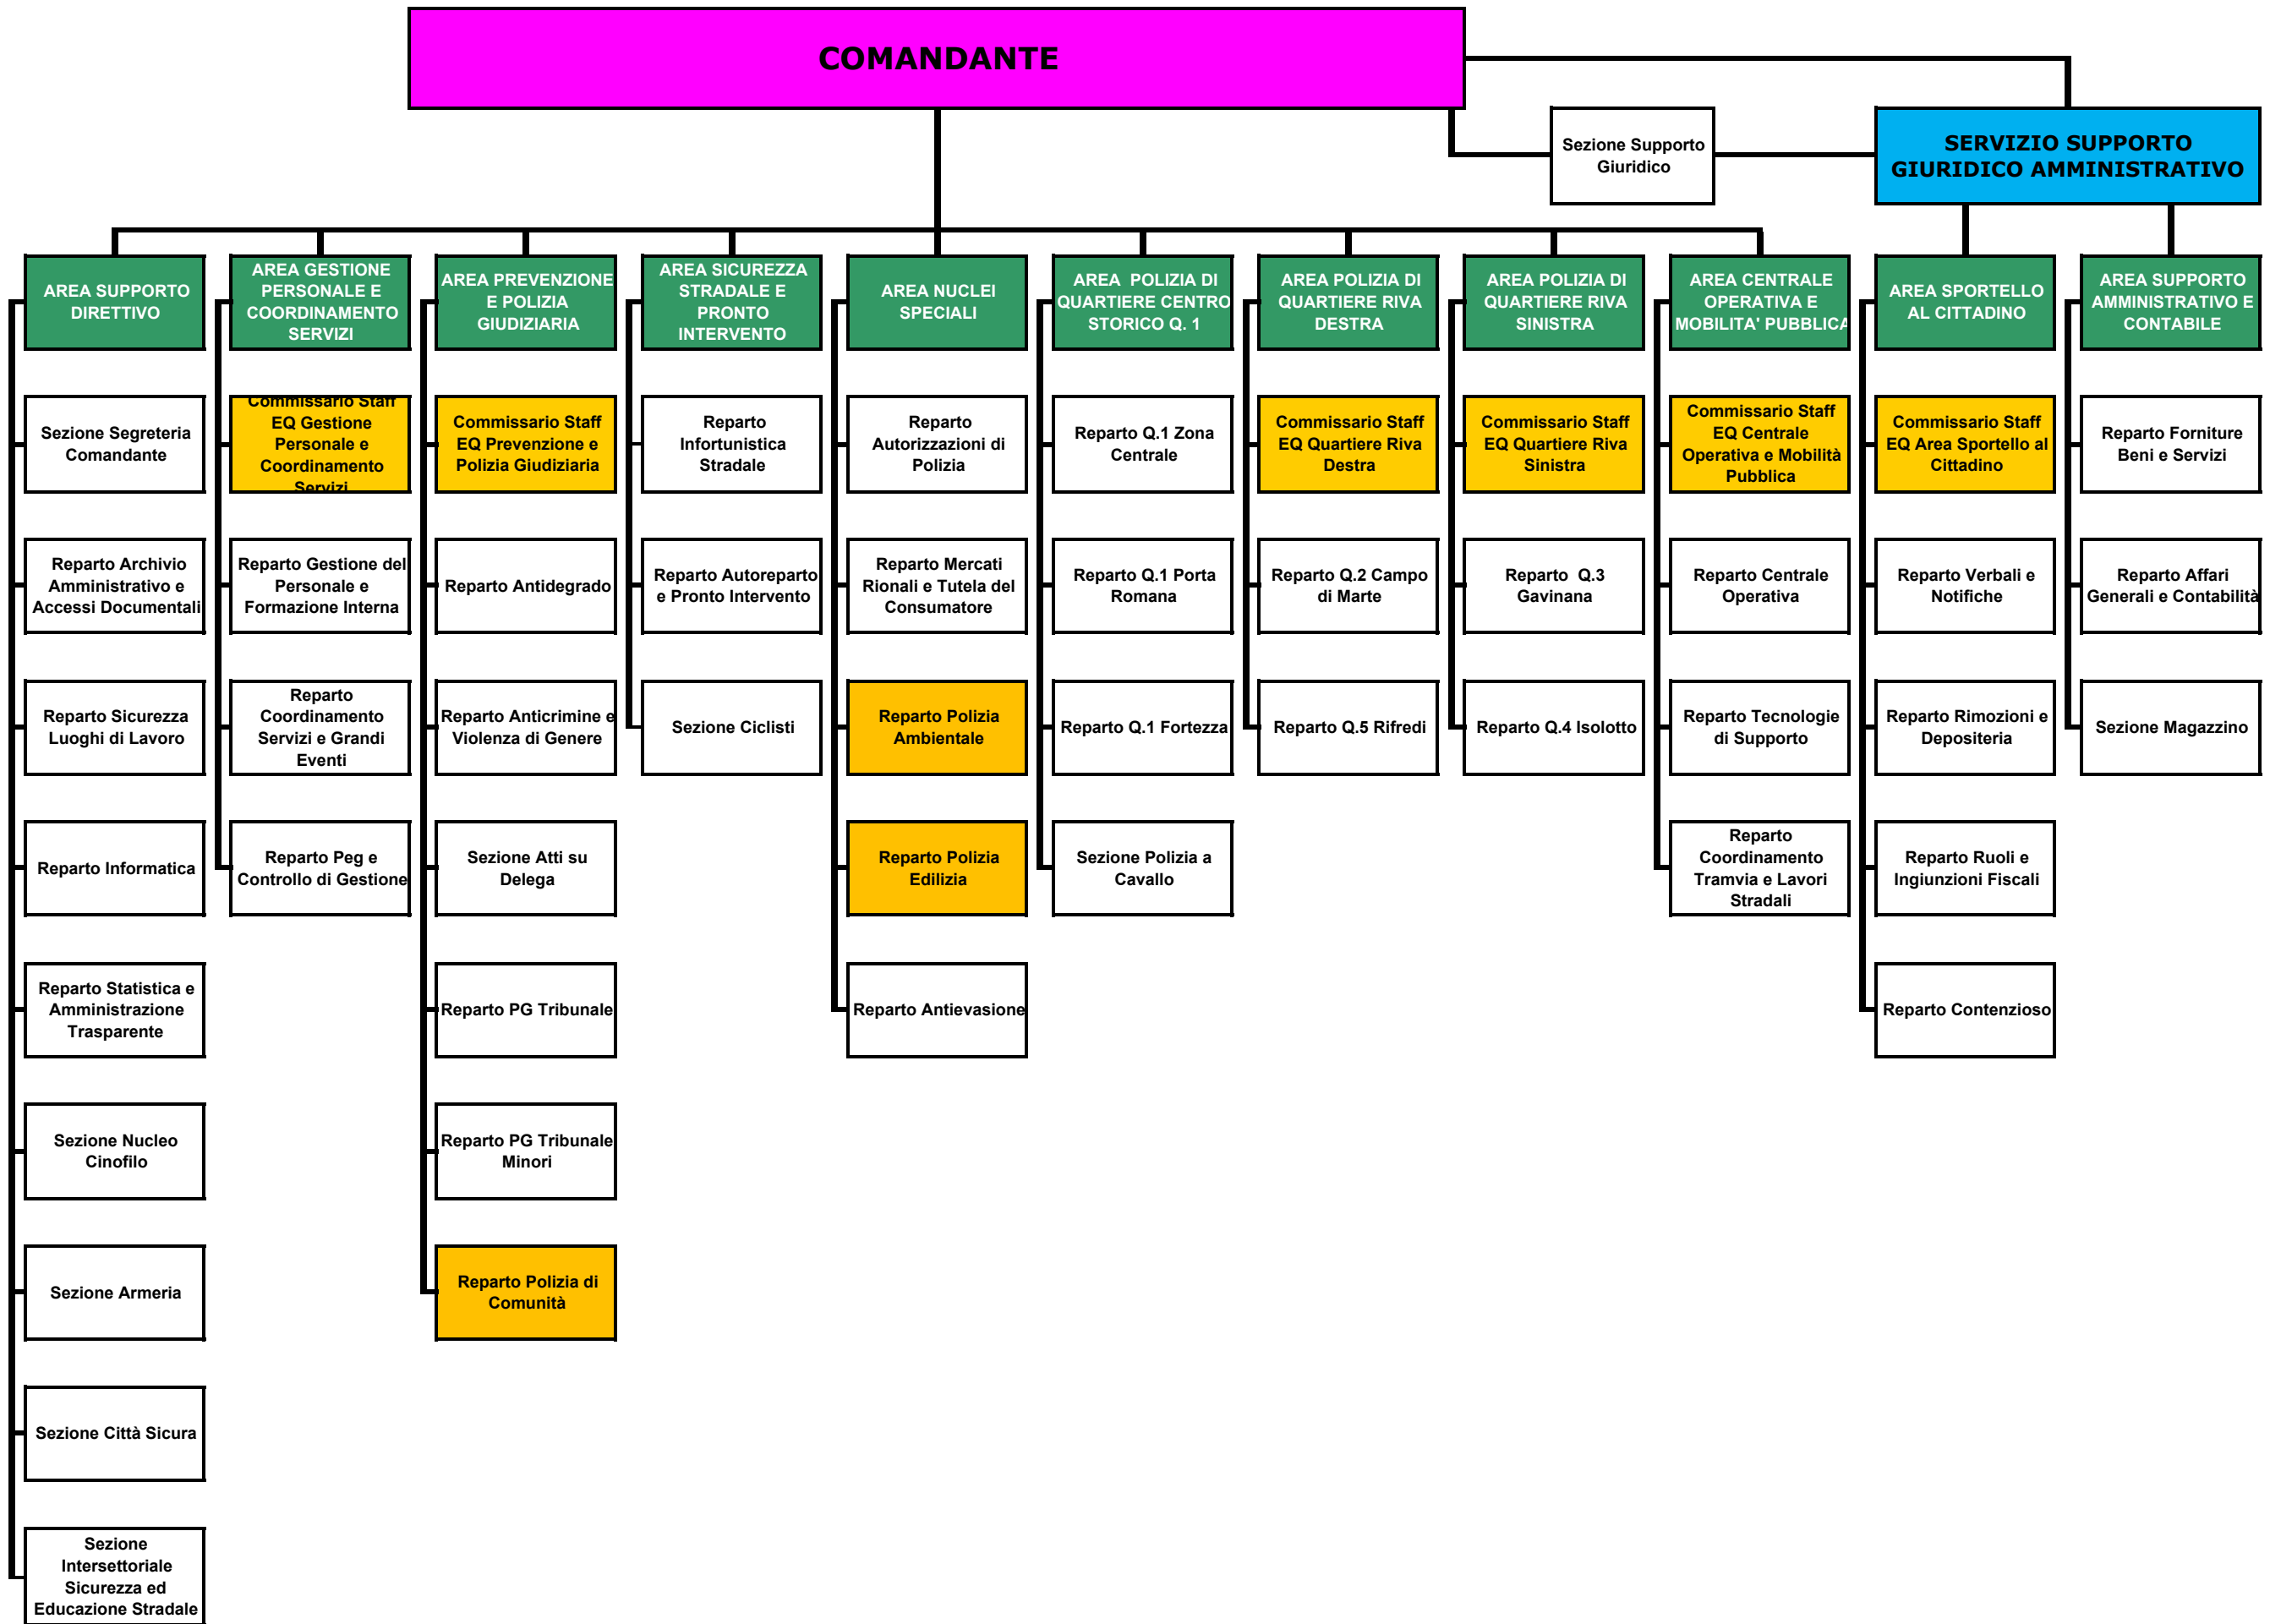 COMANDANTE
Sezione Supporto
Giuridico
SERVIZIO SUPPORTO
GIURIDICO AMMINISTRATIVO
AREA SUPPORTO
DIRETTIVO
AREA GESTIONE
PERSONALE E
COORDINAMENTO
SERVIZI
AREA PREVENZIONE
E POLIZIA
GIUDIZIARIA
AREA SICUREZZA
STRADALE E
PRONTO
INTERVENTO
AREA NUCLEI
SPECIALI
AREA  POLIZIA DI
QUARTIERE CENTRO
STORICO Q. 1
AREA POLIZIA DI
QUARTIERE RIVA
DESTRA
AREA POLIZIA DI
QUARTIERE RIVA
SINISTRA
AREA CENTRALE
OPERATIVA E
MOBILITA' PUBBLICA
AREA SPORTELLO
AL CITTADINO
AREA SUPPORTO
AMMINISTRATIVO E
CONTABILE
Sezione Segreteria
Comandante
Commissario Staff
EQ Gestione
Personale e
Coordinamento
Servizi
Commissario Staff
EQ Prevenzione e
Polizia Giudiziaria
Reparto
Infortunistica
Stradale
Reparto
Autorizzazioni di
Polizia
Reparto Q.1 Zona
Centrale
Commissario Staff
EQ Quartiere Riva
Destra
Commissario Staff
EQ Quartiere Riva
Sinistra
Commissario Staff
EQ Centrale
Operativa e Mobilità
Pubblica
Commissario Staff
EQ Area Sportello al
Cittadino
Reparto Forniture
Beni e Servizi
Reparto Archivio
Amministrativo e
Accessi Documentali
Reparto Gestione del
Personale e
Formazione Interna
Reparto Antidegrado
Reparto Autoreparto
e Pronto Intervento
Reparto Mercati
Rionali e Tutela del
Consumatore
Reparto Q.1 Porta
Romana
Reparto Q.2 Campo
di Marte
Reparto  Q.3
Gavinana
Reparto Centrale
Operativa
Reparto Verbali e
Notifiche
Reparto Affari
Generali e Contabilità
Reparto Sicurezza
Luoghi di Lavoro
Reparto
Coordinamento
Servizi e Grandi
Eventi
Reparto Anticrimine e
Violenza di Genere
Sezione Ciclisti
Reparto Polizia
Ambientale
Reparto Q.1 Fortezza
Reparto Q.5 Rifredi
Reparto Q.4 Isolotto
Reparto Tecnologie
di Supporto
Reparto Rimozioni e
Depositeria
Sezione Magazzino
Reparto Informatica
Reparto Peg e
Controllo di Gestione
Sezione Atti su
Delega
Reparto Polizia
Edilizia
Sezione Polizia a
Cavallo
Reparto
Coordinamento
Tramvia e Lavori
Stradali
Reparto Ruoli e
Ingiunzioni Fiscali
Reparto Statistica e
Amministrazione
Trasparente
Reparto PG Tribunale
Reparto Antievasione
Reparto Contenzioso
Sezione Nucleo
Cinofilo
Reparto PG Tribunale
Minori
Sezione Armeria
Reparto Polizia di
Comunità
Sezione Città Sicura
Sezione
Intersettoriale
Sicurezza ed
Educazione Stradale